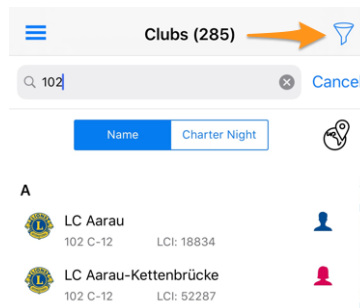 Clubs (285)
102 Cancel
Name Charter Night
A
LC Aarau
102 C-12 LCI: 18834
LC Aarau-Kettenbrücke
102 C-12 LCI: 52287